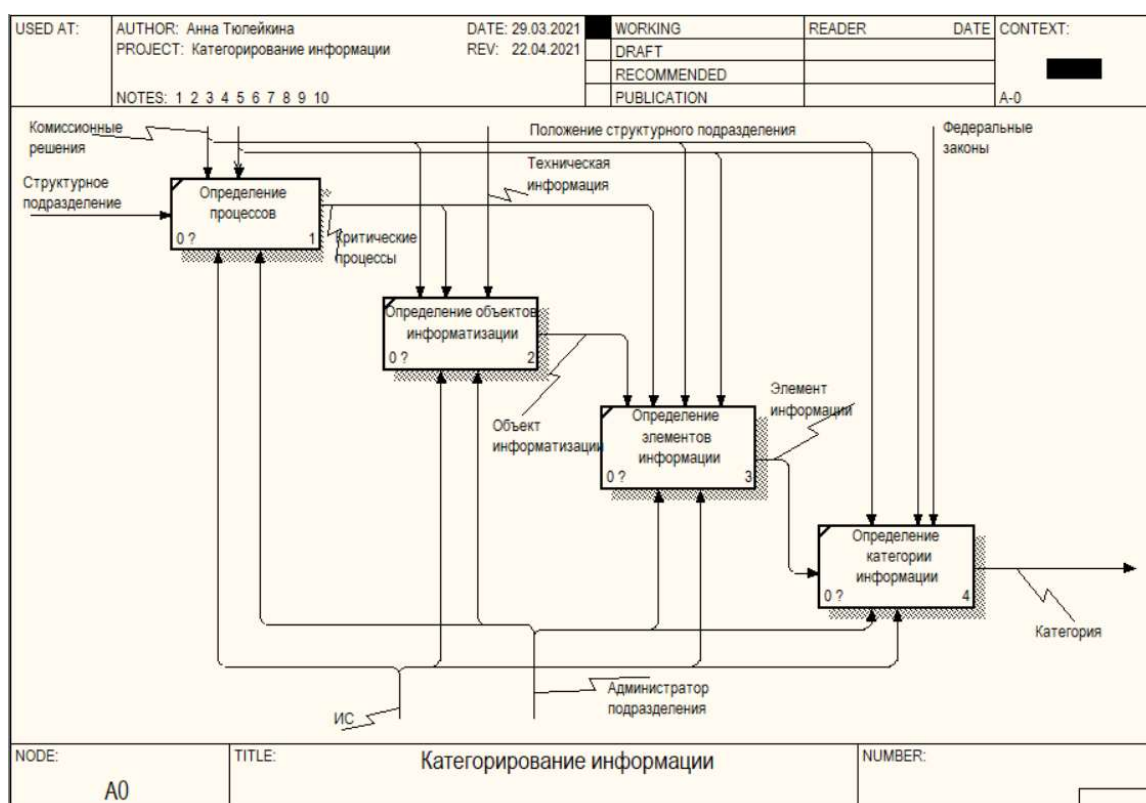 USED AT:
AUTHOR: Анна Тюлейкина
DATE: 29.03.2021
PROJECT: Категорирование информации
REV: 22.04.2021
NOTES: 1 2 3 4 5 6 7 8 9 10
WORKING
DRAFT
RECOMMENDED
PUBLICATION
READER
DATE
CONTEXT:
A-0
Комиссионные
решения
Положение структурного подразделения
Федеральные
законы
Техническая
информация
Структурное
подразделение
Определение
процессов
0 ?
1
Критические
процессы
Определение объектов
информатизации
0 ?
2
Объект
информатизации
Определение
элементов
информации
0 ?
3
Элемент
информации
Определение
категории
информации
0 ?
4
Категория
Администратор
подразделения
ИС
NODE:
A0
TITLE:
Категорирование информации
NUMBER: